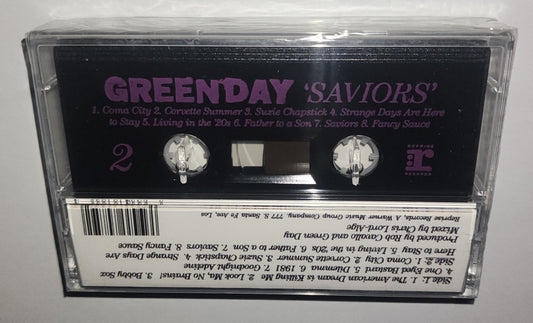 GREEN DAY 'SAVIORS'
1. Coma City 2. Corvette Summer 3. Suzie Chapstick 4. Strange Days Are Here
to Stay 5. Living in the '20s 6. Father to a Son 7. Saviors 8. Fancy Sauce
2
REPRISE
r
RECORDS
Side 1: 1. The American Dream is Killing Me 2. Look Ma, No Brains! 3. Bobby Sox
4. One Eyed Bastard 5. Dilemma 6. 1981 7. Goodnight Adeline
Side 2: 1. Coma City 2. Corvette Summer 3. Suzie Chapstick 4. Strange Days Are
Here to Stay 5. Living in the '20s 6. Father to a Son 7. Saviors 8. Fancy Sauce
Produced by Rob Cavallo and Green Day
Mixed by Chris Lord-Alge
Reprise Records, A Warner Music Group Company, 777 S. Santa Fe Ave, Los